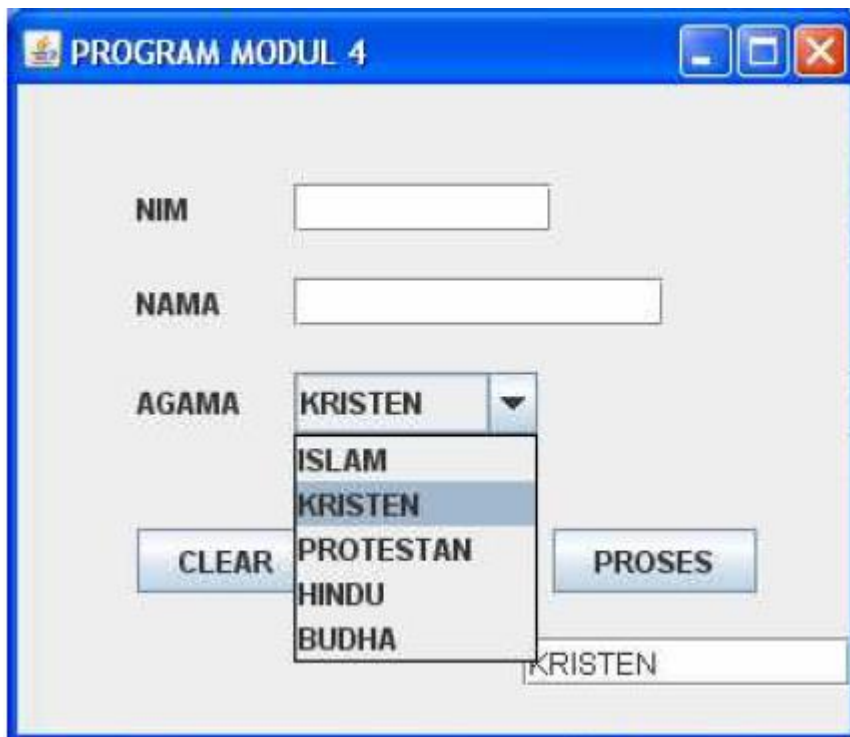 PROGRAM MODUL 4
NIM
NAMA
AGAMA KRISTEN
ISLAM
KRISTEN
PROTESTAN
HINDU
BUDHA
CLEAR PROSES
KRISTEN